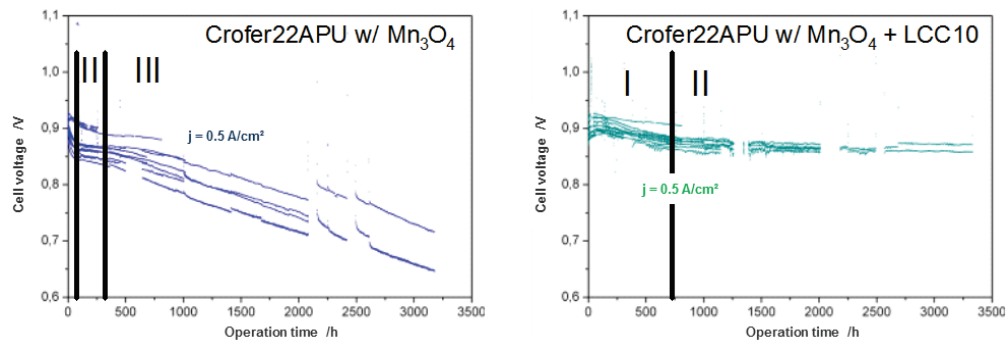 Crofer22APU w/ Mn₃O₄
II III
j = 0.5 A/cm²
Cell voltage /V
1,1
1,0
0,9
0,8
0,7
0,6
0 500 1000 1500 2000 2500 3000 3500
Operation time /h
Crofer22APU w/ Mn₃O₄ + LCC10
I II
j = 0.5 A/cm²
Cell voltage /V
1,1
1,0
0,9
0,8
0,7
0,6
0 500 1000 1500 2000 2500 3000 3500
Operation time /h